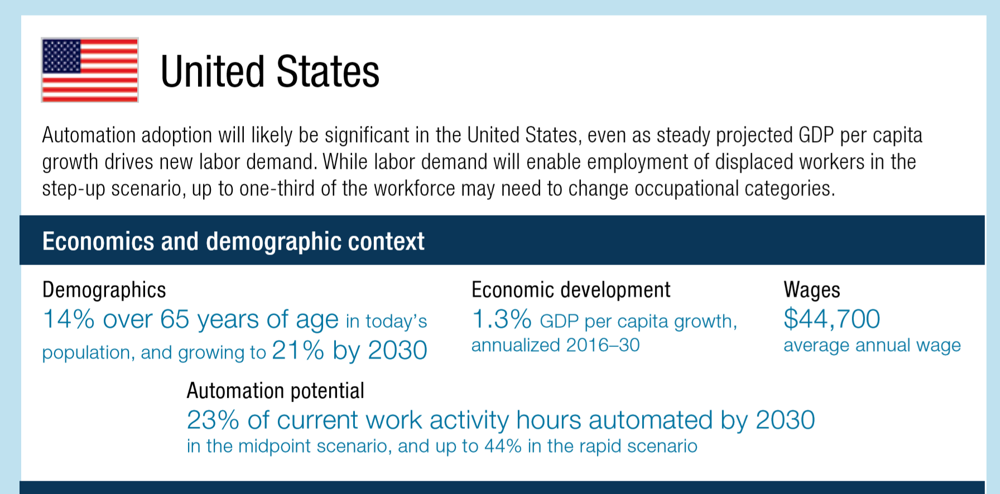 United States
Automation adoption will likely be significant in the United States, even as steady projected GDP per capita
growth drives new labor demand. While labor demand will enable employment of displaced workers in the
step-up scenario, up to one-third of the workforce may need to change occupational categories.
Economics and demographic context
Demographics
14% over 65 years of age in today’s
population, and growing to 21% by 2030
Economic development
1.3% GDP per capita growth,
annualized 2016–30
Wages
$44,700
average annual wage
Automation potential
23% of current work activity hours automated by 2030
in the midpoint scenario, and up to 44% in the rapid scenario